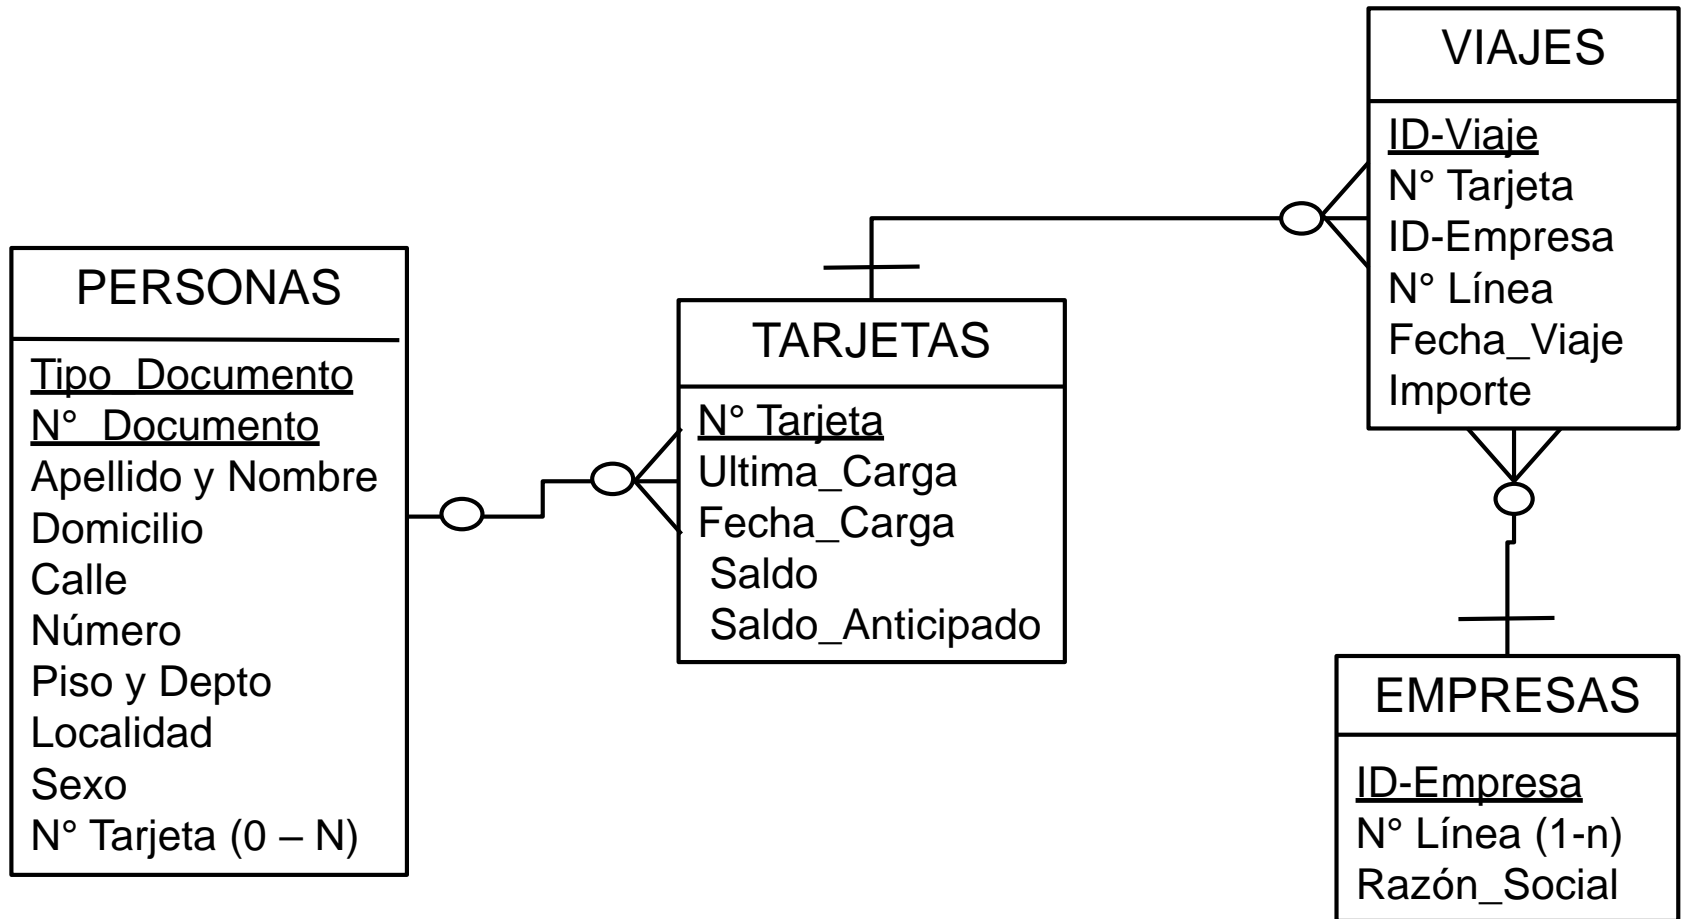 PERSONAS
Tipo_Documento
N°_Documento
Apellido y Nombre
Domicilio
Calle
Número
Piso y Depto
Localidad
Sexo
N° Tarjeta (0 – N)
TARJETAS
N° Tarjeta
Ultima_Carga
Fecha_Carga
Saldo
Saldo_Anticipado
VIAJES
ID-Viaje
N° Tarjeta
ID-Empresa
N° Línea
Fecha_Viaje
Importe
EMPRESAS
ID-Empresa
N° Línea (1-n)
Razón_Social